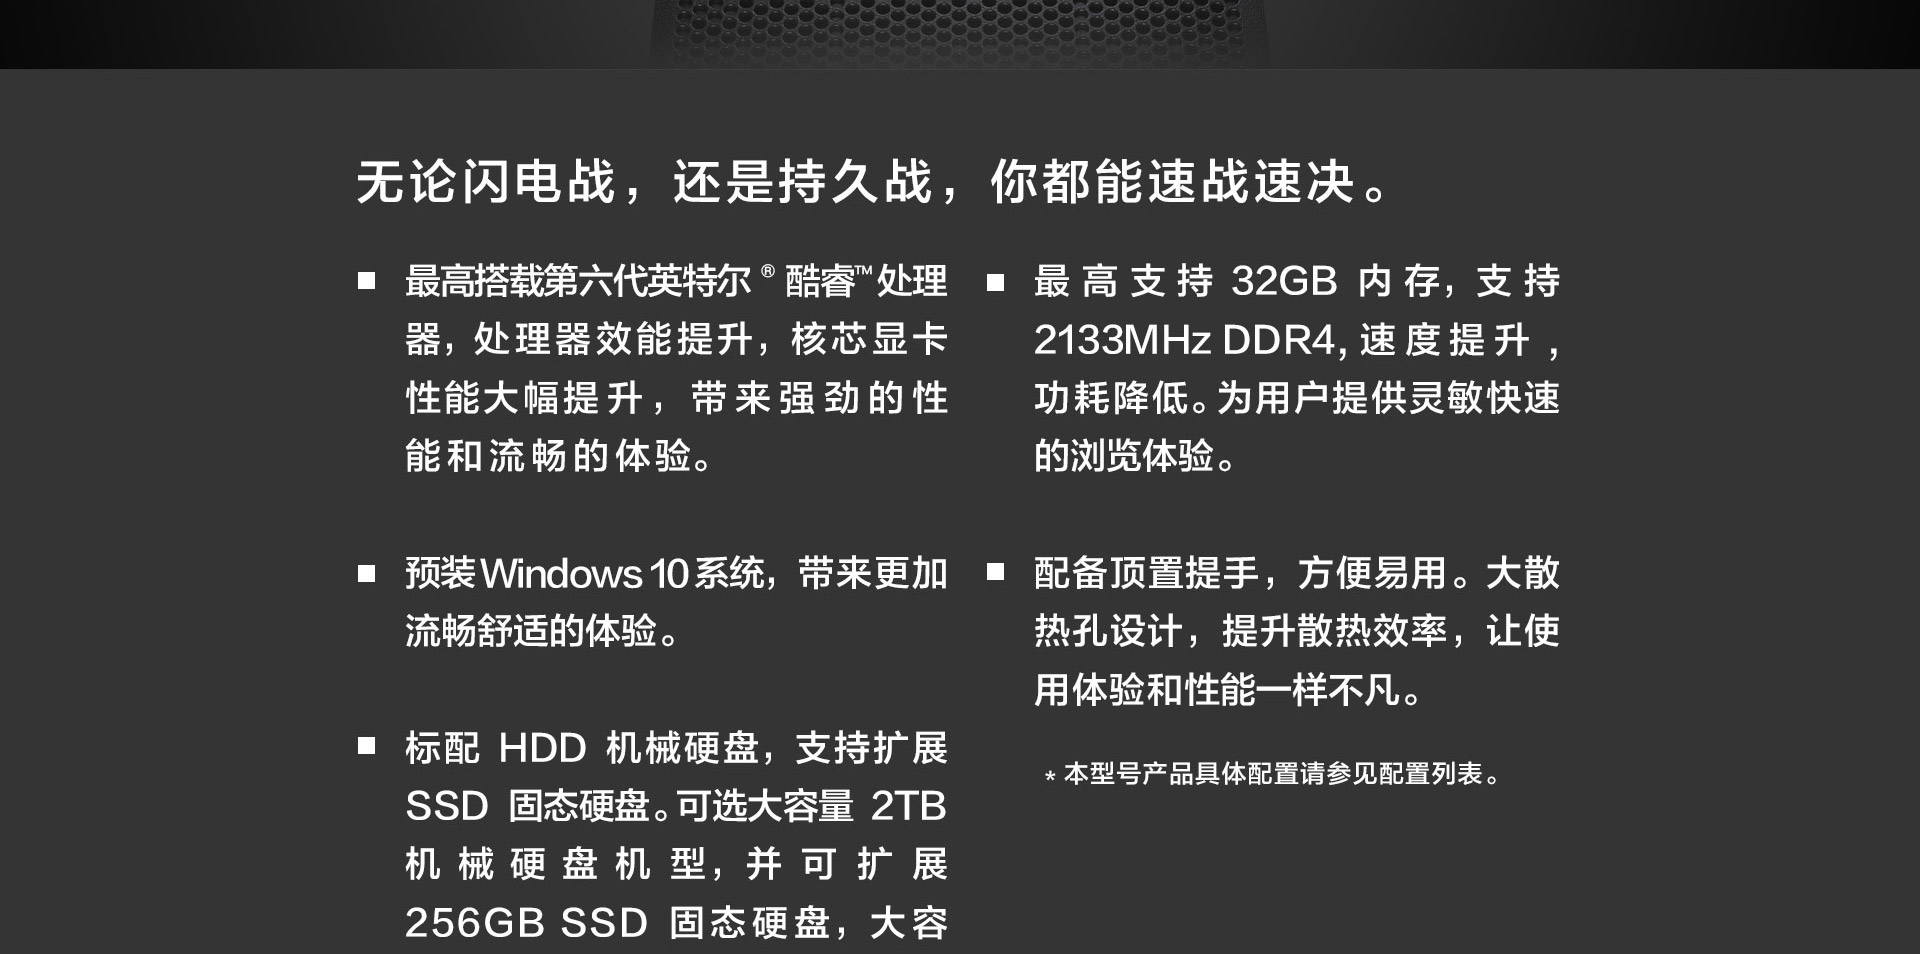 无论闪电战，还是持久战，你都能速战速决。
最高搭载第六代英特尔® 酷睿™处理
器，处理器效能提升，核芯显卡
性能大幅提升，带来强劲的性
能和流畅的体验。
预装Windows 10系统，带来更加
流畅舒适的体验。
标配 HDD 机械硬盘，支持扩展
SSD 固态硬盘。可选大容量 2TB
机械硬盘机型，并可扩展
256GB SSD 固态硬盘，大容
最高支持 32GB 内存，支持
2133MHz DDR4, 速度提升，
功耗降低。为用户提供灵敏快速
的浏览体验。
配备顶置提手，方便易用。大散
热孔设计，提升散热效率，让使
用体验和性能一样不凡。
* 本型号产品具体配置请参见配置列表。